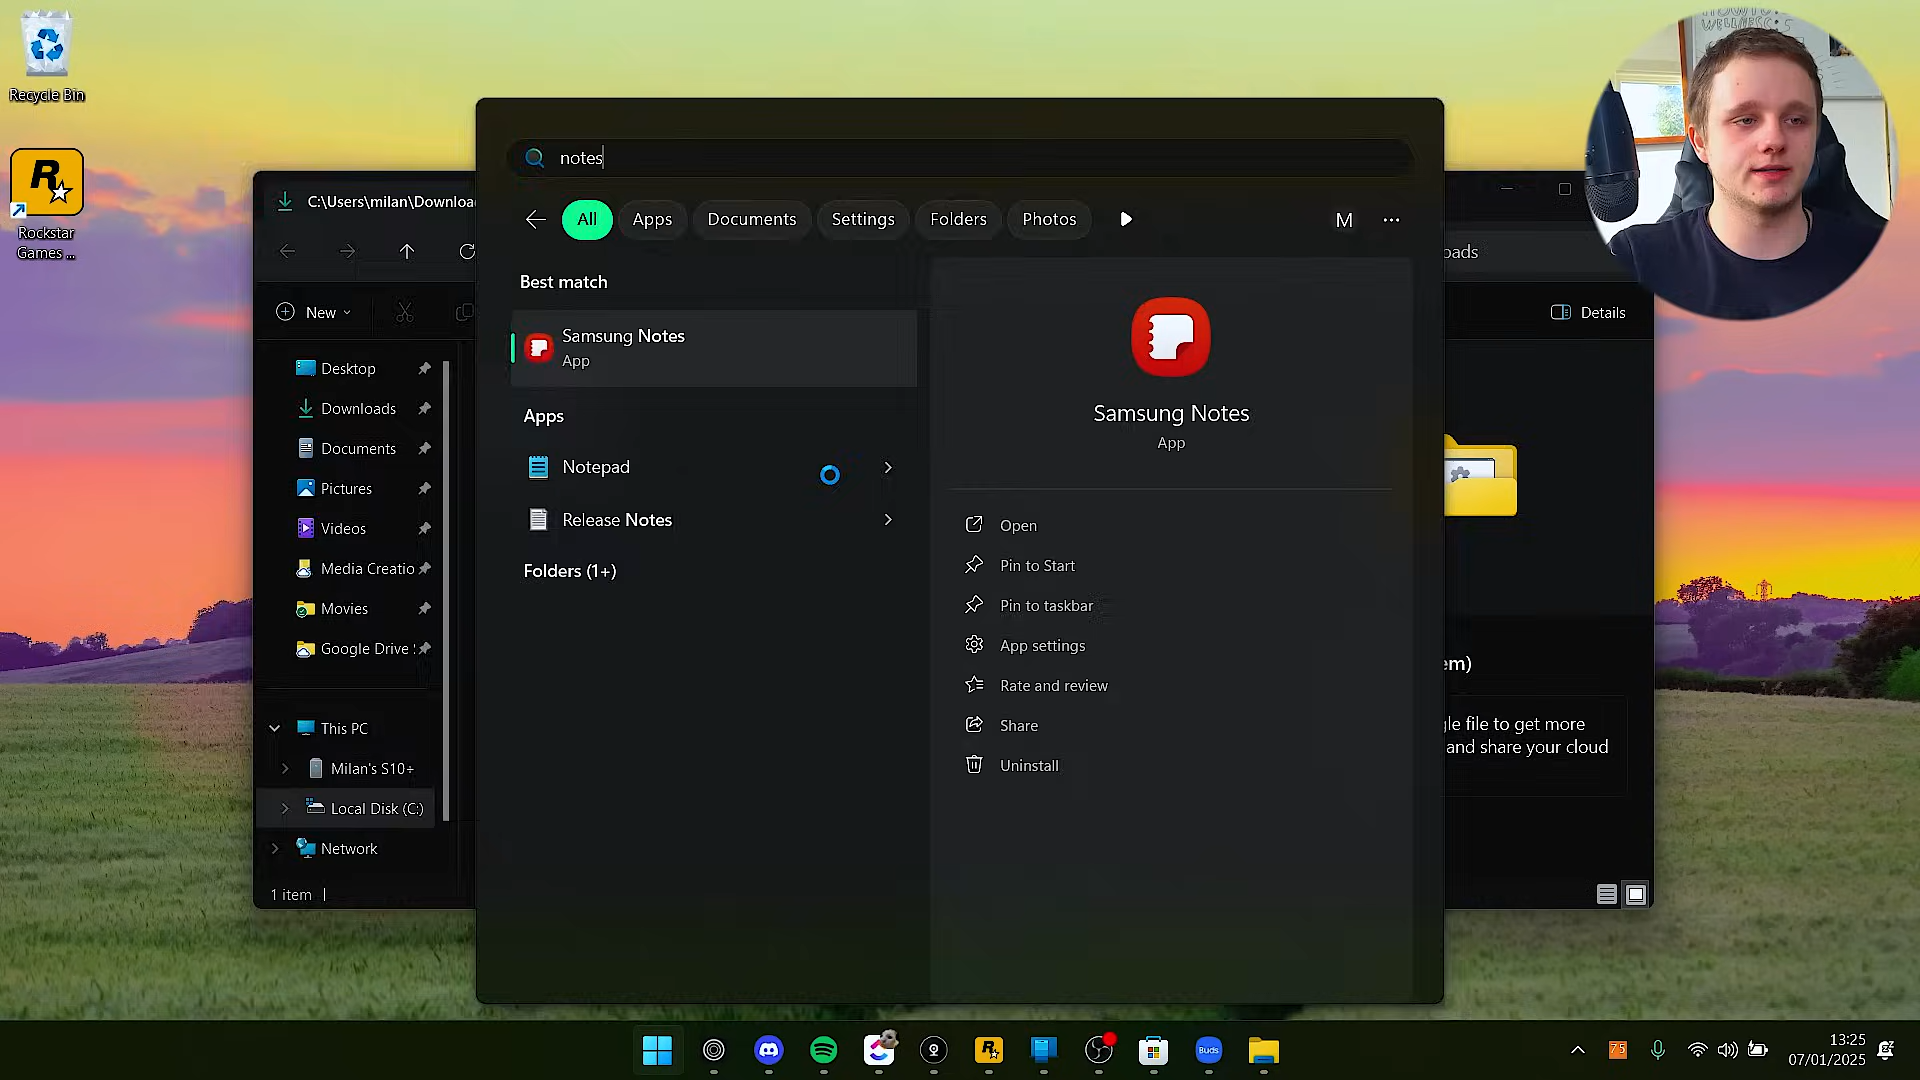 Recycle Bin
Rockstar
Games ...
C:\Users\milan\Downloa
New
Desktop
Downloads
Documents
Pictures
Videos
Media Creatio
Movies
Google Drive
This PC
Milan's S10+
Local Disk (C:)
Network
1 item
notes
All
Apps
Documents
Settings
Folders
Photos
M
Best match
Samsung Notes
App
Apps
Notepad
Release Notes
Folders (1+)
Samsung Notes
App
Open
Pin to Start
Pin to taskbar
App settings
Rate and review
Share
Uninstall
oads
Details
em)
gle file to get more
and share your cloud
Buds
75
13:25
07/01/2025